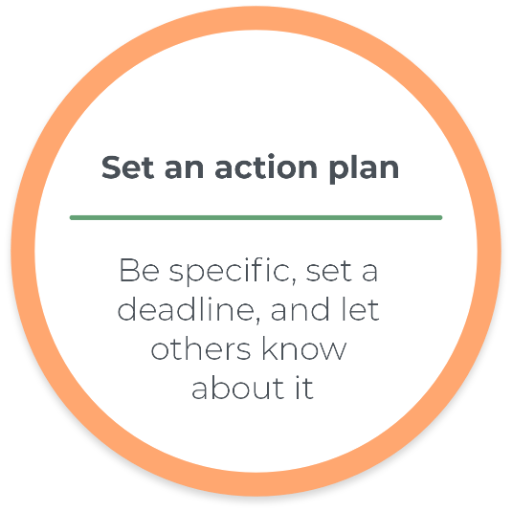 Set an action plan
Be specific, set a
deadline, and let
others know
about it